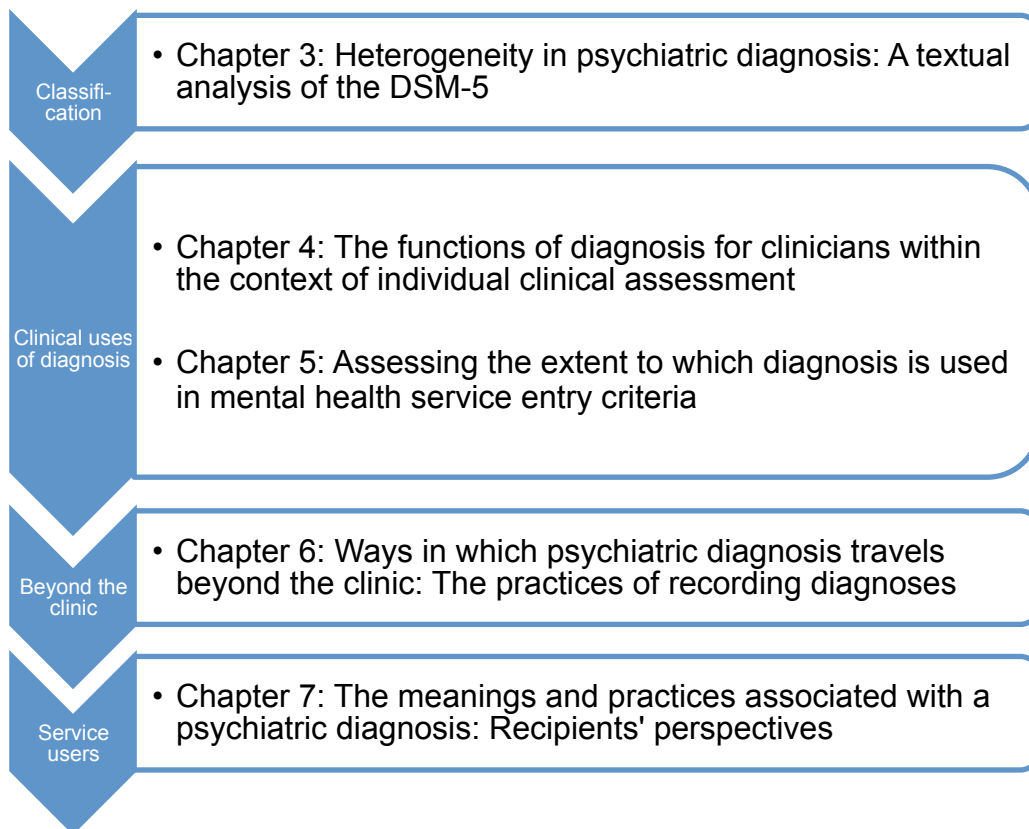 Classifi-
cation
• Chapter 3: Heterogeneity in psychiatric diagnosis: A textual
analysis of the DSM-5
Clinical uses
of diagnosis
• Chapter 4: The functions of diagnosis for clinicians within
the context of individual clinical assessment
• Chapter 5: Assessing the extent to which diagnosis is used
in mental health service entry criteria
Beyond the
clinic
• Chapter 6: Ways in which psychiatric diagnosis travels
beyond the clinic: The practices of recording diagnoses
Service
users
• Chapter 7: The meanings and practices associated with a
psychiatric diagnosis: Recipients' perspectives